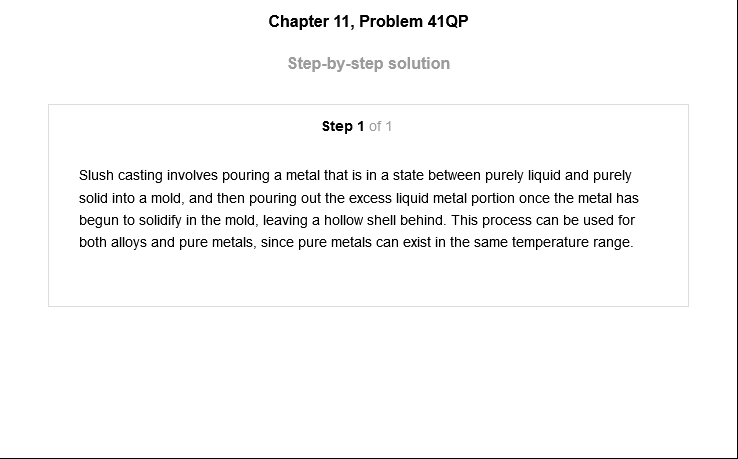 Chapter 11, Problem 41QP
Step-by-step solution
Step 1 of 1
Slush casting involves pouring a metal that is in a state between purely liquid and purely
solid into a mold, and then pouring out the excess liquid metal portion once the metal has
begun to solidify in the mold, leaving a hollow shell behind. This process can be used for
both alloys and pure metals, since pure metals can exist in the same temperature range.